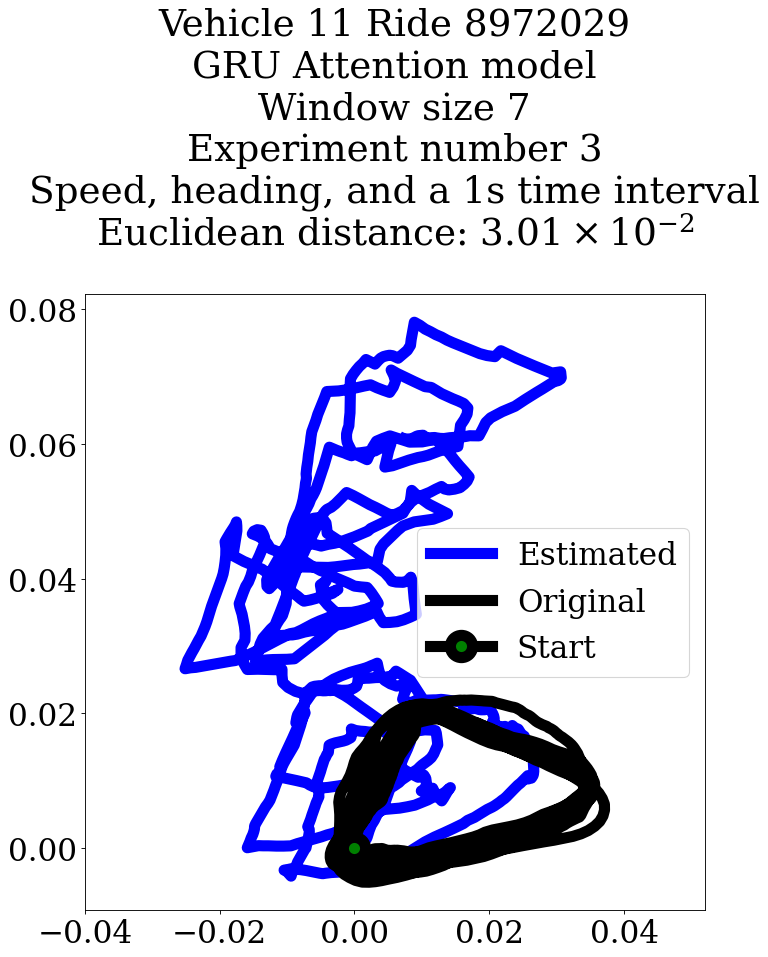 Vehicle 11 Ride 8972029
GRU Attention model
Window size 7
Experiment number 3
Speed, heading, and a 1s time interval
Euclidean distance: 3.01 × 10⁻²
0.08
0.06
0.04
0.02
0.00
Estimated
Original
Start
−0.04 −0.02 0.00 0.02 0.04